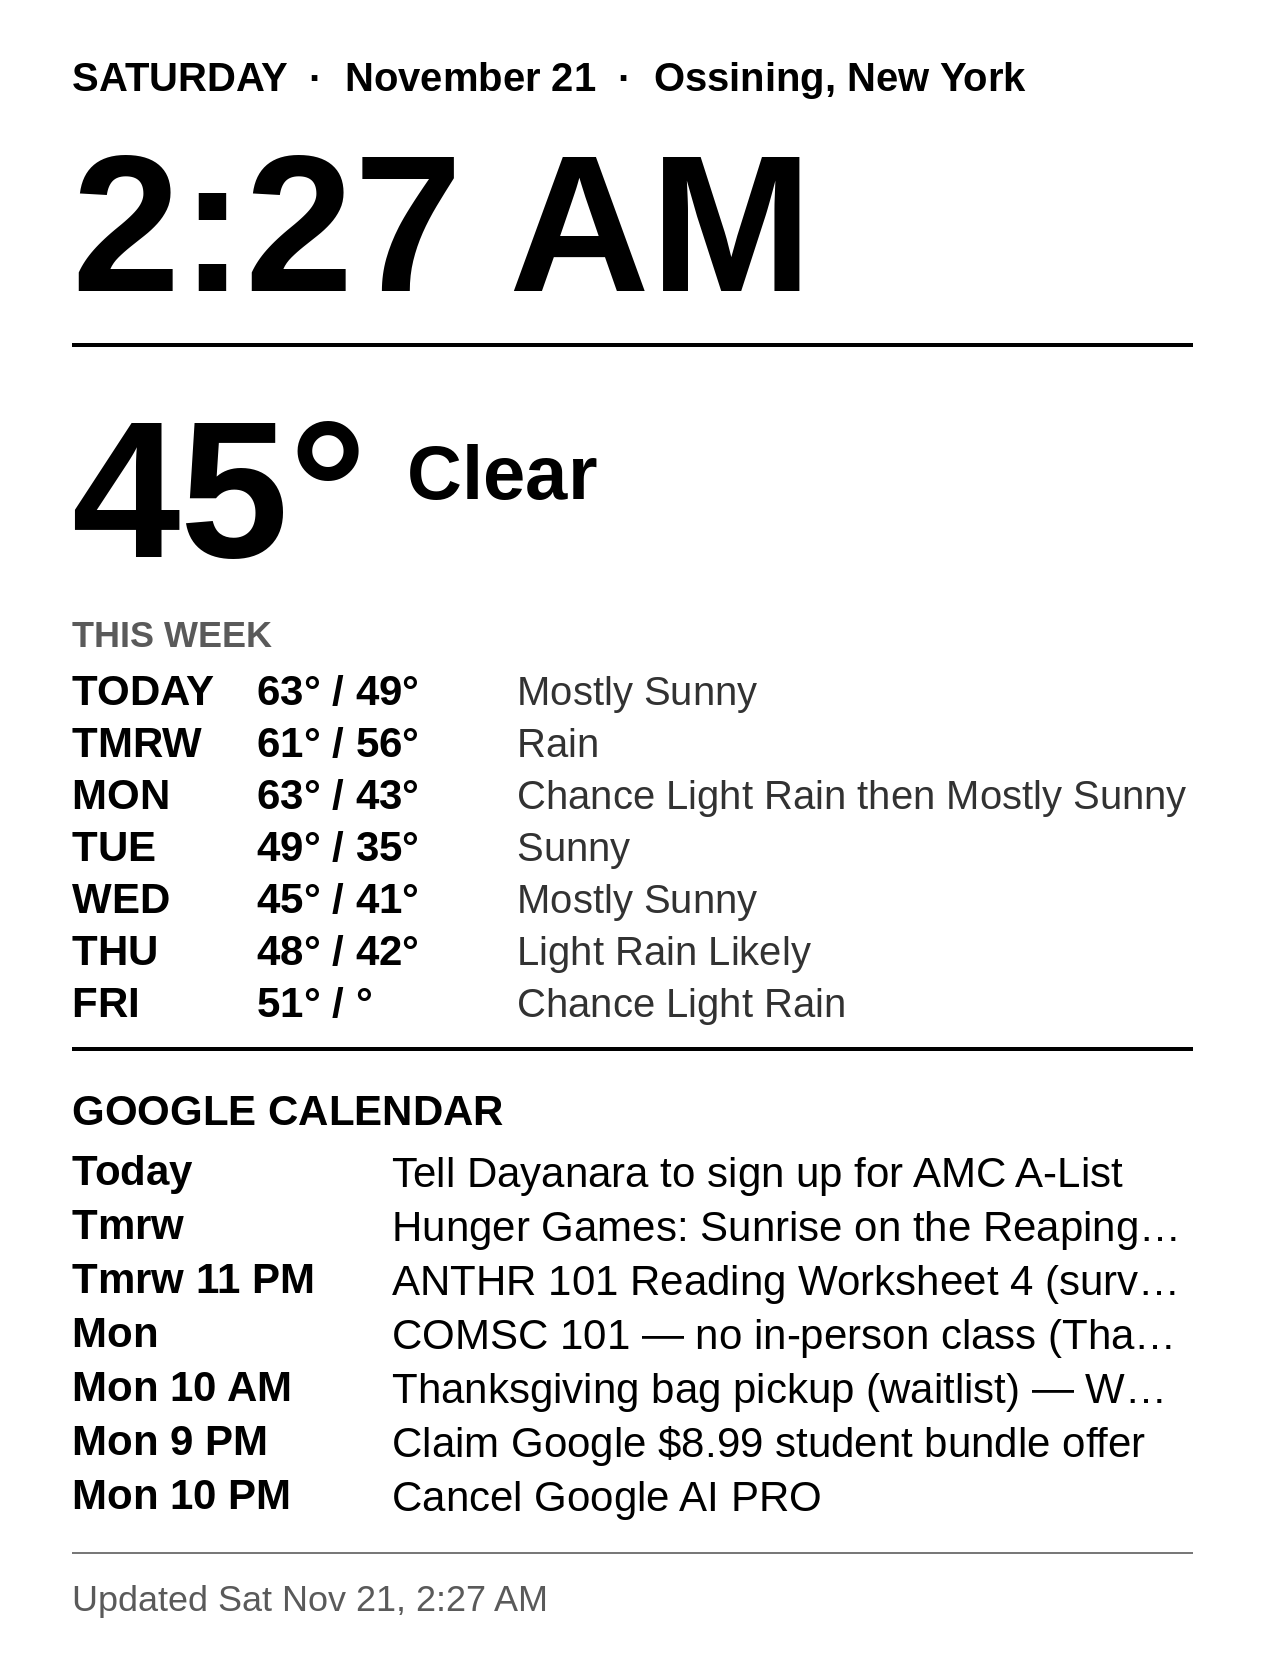 SATURDAY · November 21 · Ossining, New York
2:27 AM
45° Clear
THIS WEEK
TODAY 63° / 49° Mostly Sunny
TMRW 61° / 56° Rain
MON 63° / 43° Chance Light Rain then Mostly Sunny
TUE 49° / 35° Sunny
WED 45° / 41° Mostly Sunny
THU 48° / 42° Light Rain Likely
FRI 51° / ° Chance Light Rain
GOOGLE CALENDAR
Today Tell Dayanara to sign up for AMC A-List
Tmrw Hunger Games: Sunrise on the Reaping…
Tmrw 11 PM ANTHR 101 Reading Worksheet 4 (surv…
Mon COMSC 101 — no in-person class (Tha…
Mon 10 AM Thanksgiving bag pickup (waitlist) — W…
Mon 9 PM Claim Google $8.99 student bundle offer
Mon 10 PM Cancel Google AI PRO
Updated Sat Nov 21, 2:27 AM